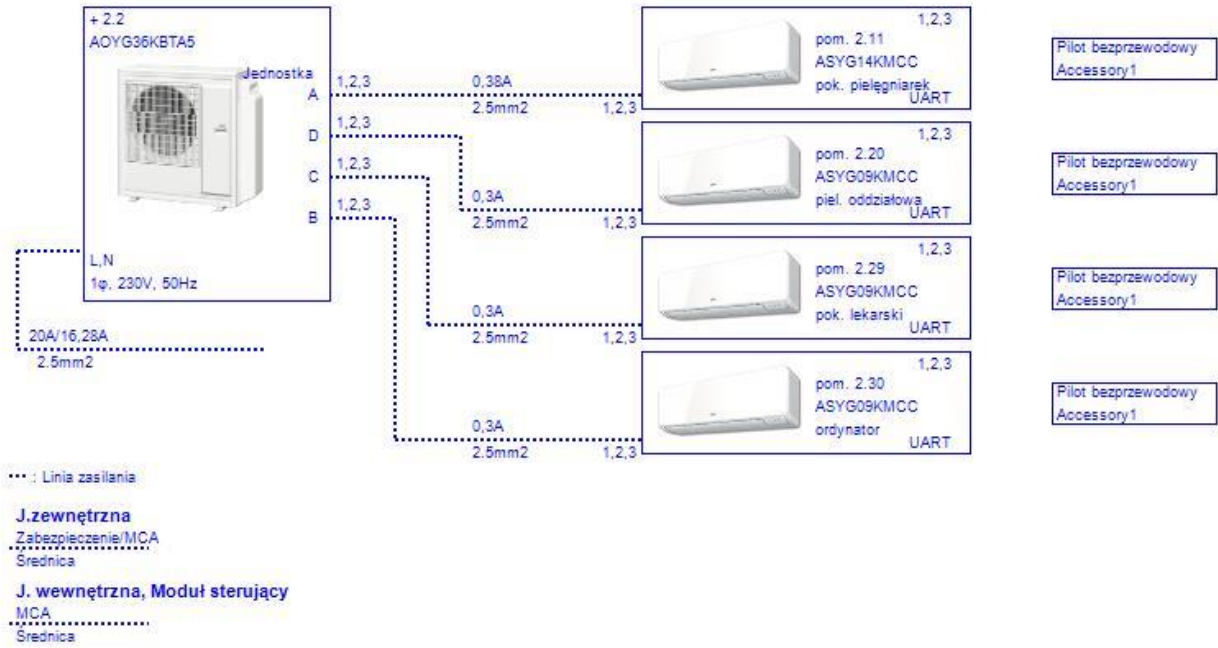 + 2.2
AOYG36KBTA5
Jednostka
A
1,2,3
D
1,2,3
C
1,2,3
B
1,2,3
L,N
1φ, 230V, 50Hz
20A/16,28A
2.5mm2
0,38A
2.5mm2
1,2,3
1,2,3
pom. 2.11
ASYG14KMCC
pok. pielęgniarek
UART
Pilot bezprzewodowy
Accessory1
0,3A
2.5mm2
1,2,3
1,2,3
pom. 2.20
ASYG09KMCC
piel. oddziałowa
UART
Pilot bezprzewodowy
Accessory1
0,3A
2.5mm2
1,2,3
1,2,3
pom. 2.29
ASYG09KMCC
pok. lekarski
UART
Pilot bezprzewodowy
Accessory1
0,3A
2.5mm2
1,2,3
1,2,3
pom. 2.30
ASYG09KMCC
ordynator
UART
Pilot bezprzewodowy
Accessory1
: Linia zasilania
J.zewnętrzna
Zabezpieczenie/MCA
Średnica
J. wewnętrzna, Moduł sterujący
MCA
Średnica